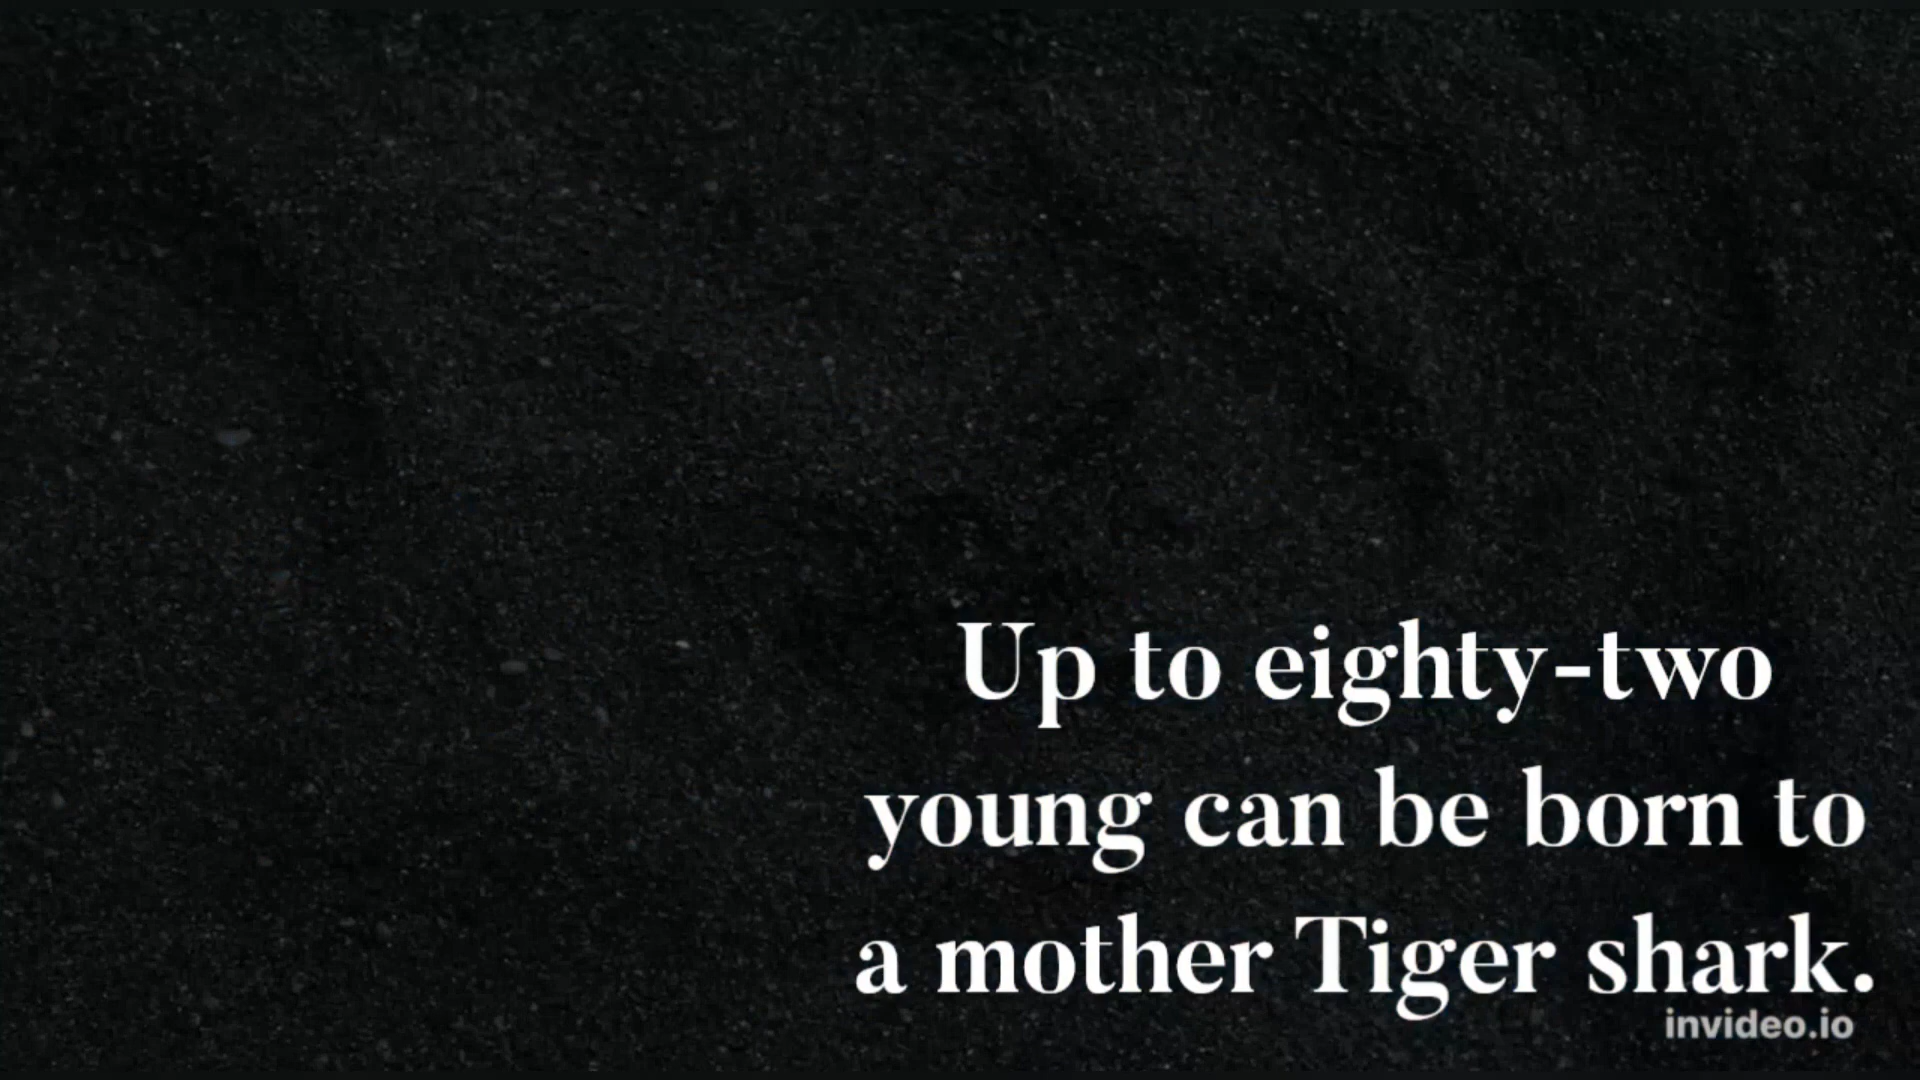 Up to eighty-two
young can be born to
a mother Tiger shark.
invideo.io